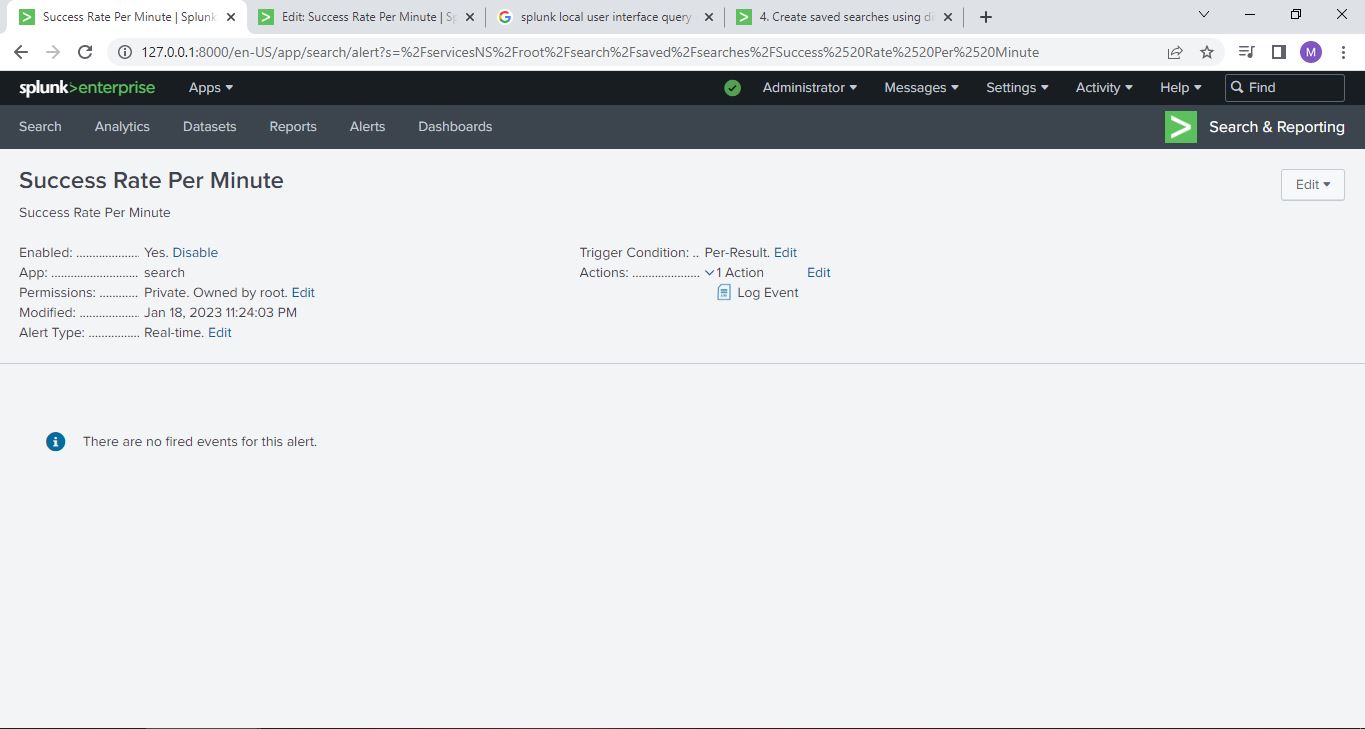 Success Rate Per Minute | Splunk
Edit: Success Rate Per Minute | Sp
splunk local user interface query
4. Create saved searches using di
127.0.0.1:8000/en-US/app/search/alert?s=%2FservicesNS%2Froot%2Fsearch%2Fsaved%2Fsearches%2FSuccess%2520Rate%2520Per%2520Minute
M
splunk>enterprise Apps Administrator Messages Settings Activity Help Find
Search Analytics Datasets Reports Alerts Dashboards Search & Reporting
Success Rate Per Minute
Edit
Success Rate Per Minute
Enabled: .................... Yes. Disable
App: ........................... search
Permissions: ............ Private. Owned by root. Edit
Modified: ................... Jan 18, 2023 11:24:03 PM
Alert Type: ................ Real-time. Edit
Trigger Condition: .. Per-Result. Edit
Actions: ..................... 1 Action Edit
Log Event
There are no fired events for this alert.